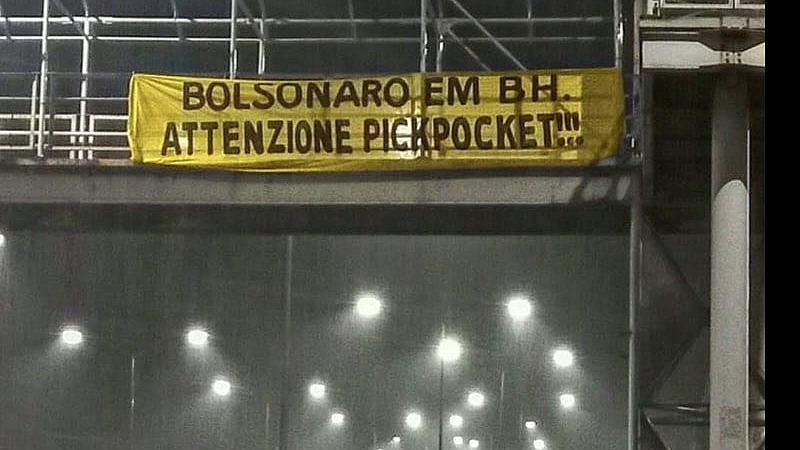 BOLSONARO EM BH.
ATTENZIONE PICKPOCKET!!!